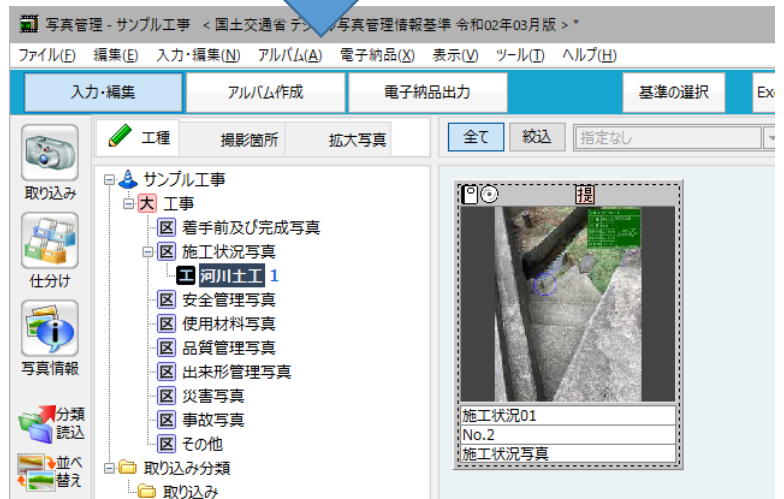 写真管理 - サンプル工事 < 国土交通省 デジタル写真管理情報基準 令和02年03月版 > *
ファイル(F) 編集(E) 入力・編集(N) アルバム(A) 電子納品(X) 表示(V) ツール(T) ヘルプ(H)
入力・編集 アルバム作成 電子納品出力 基準の選択
工種 撮影箇所 拡大写真 全て 絞込 指定なし
取り込み
仕分け
写真情報
分類
読込
並べ
替え
サンプル工事
大 工事
区 着手前及び完成写真
区 施工状況写真
工 河川土工 1
区 安全管理写真
区 使用材料写真
区 品質管理写真
区 出来形管理写真
区 災害写真
区 事故写真
区 その他
取り込み分類
取り込み
提
施工状況01
No.2
施工状況写真